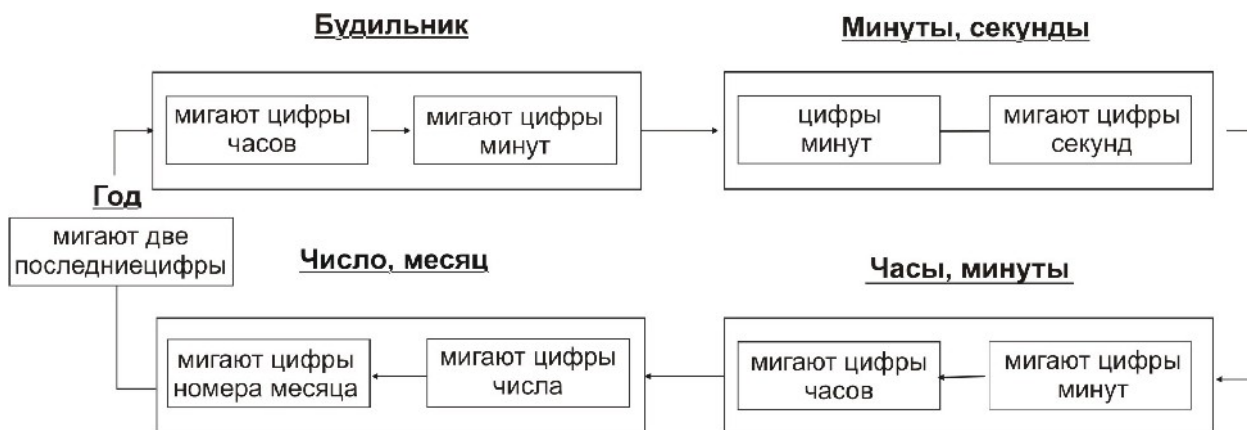 Будильник
Минуты, секунды
мигают цифры
часов
мигают цифры
минут
цифры
минут
мигают цифры
секунд
Год
мигают две
последниецифры
Число, месяц
Часы, минуты
мигают цифры
номера месяца
мигают цифры
числа
мигают цифры
часов
мигают цифры
минут